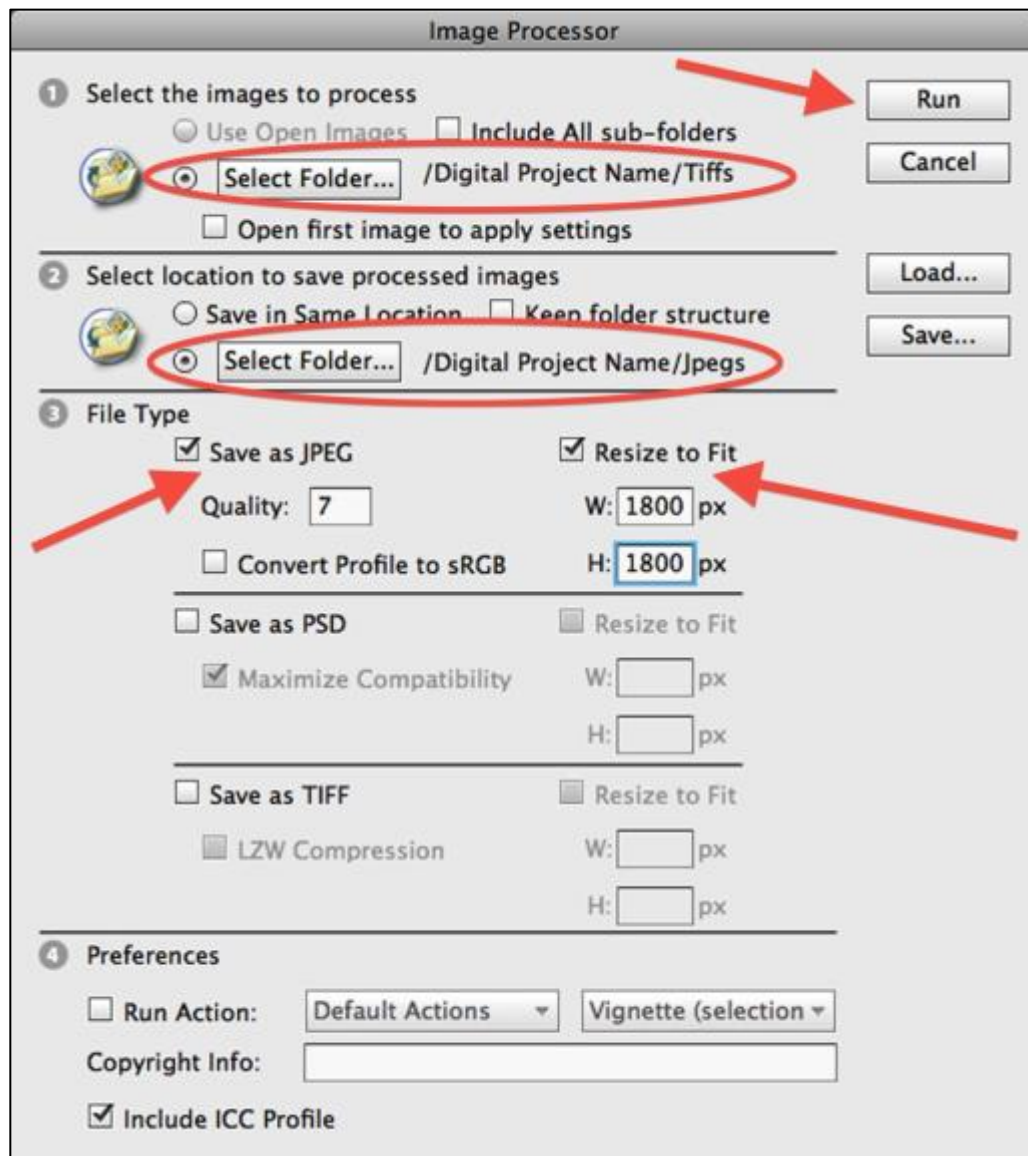 Image Processor
1 Select the images to process
Use Open Images Include All sub-folders
Select Folder... /Digital Project Name/Tiffs
Open first image to apply settings
Run
Cancel
2 Select location to save processed images
Save in Same Location Keep folder structure
Select Folder... /Digital Project Name/Jpegs
Load...
Save...
3 File Type
Save as JPEG Resize to Fit
Quality: 7 W: 1800 px
Convert Profile to sRGB H: 1800 px
Save as PSD Resize to Fit
Maximize Compatibility W: px
H: px
Save as TIFF Resize to Fit
LZW Compression W: px
H: px
4 Preferences
Run Action: Default Actions Vignette (selection
Copyright Info:
Include ICC Profile